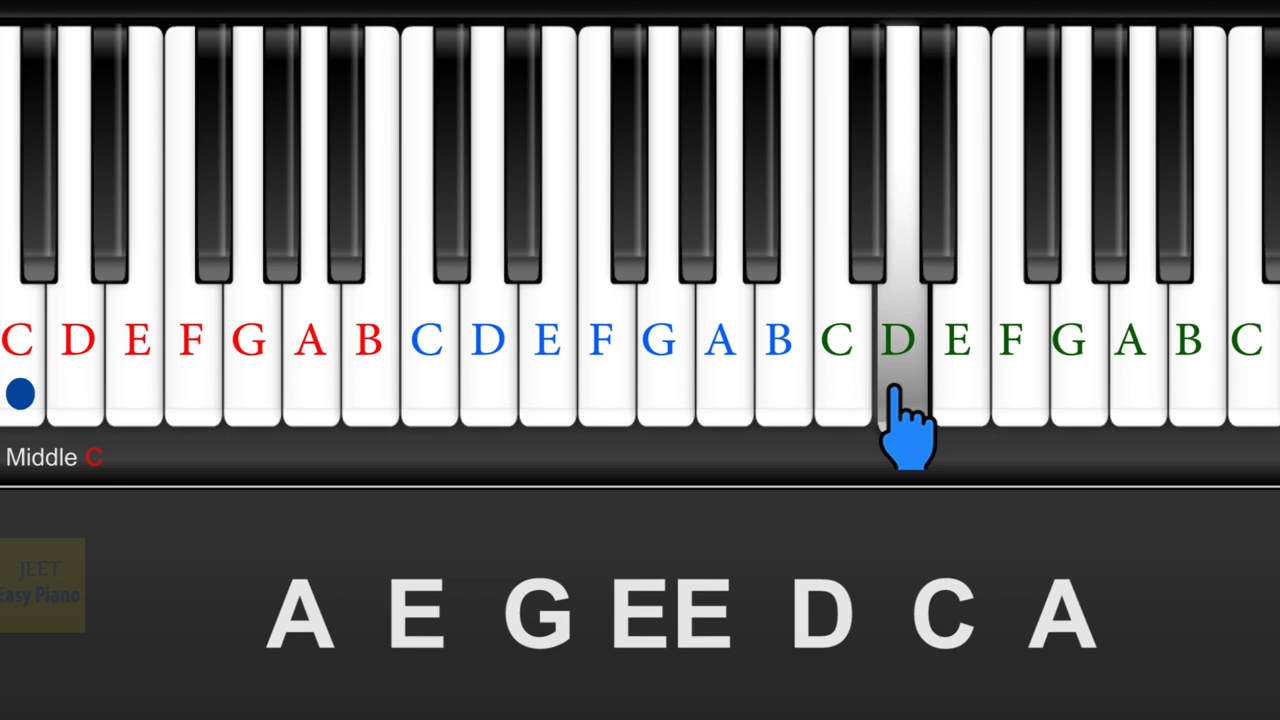 C D E F G A B C D E F G A B C D E F G A B C
Middle C
JEET
Easy Piano
A E G EE D C A